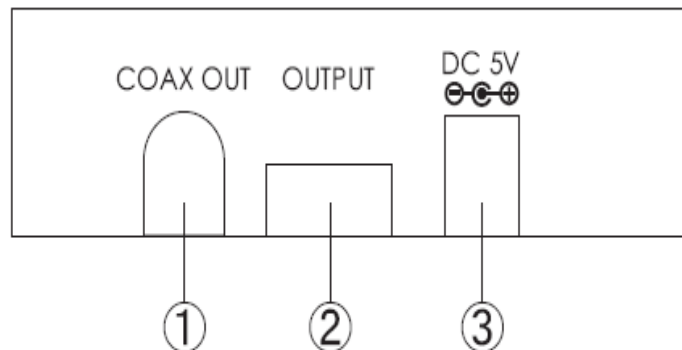 COAX OUT OUTPUT DC 5V
① ② ③